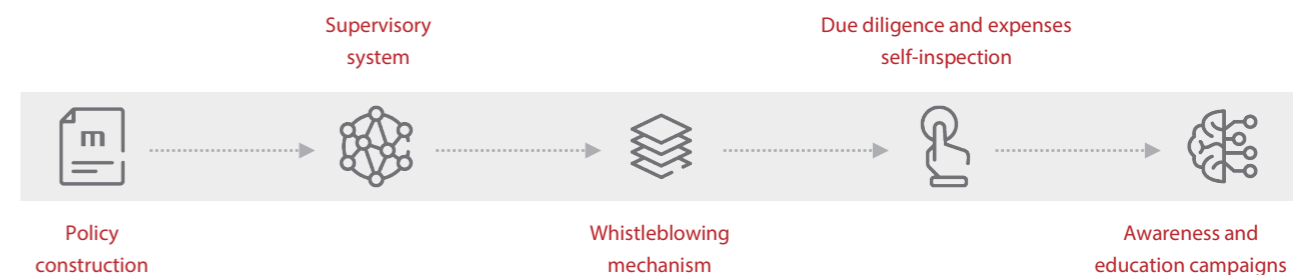 Supervisory
system
Due diligence and expenses
self-inspection
m
Policy
construction
Whistleblowing
mechanism
Awareness and
education campaigns